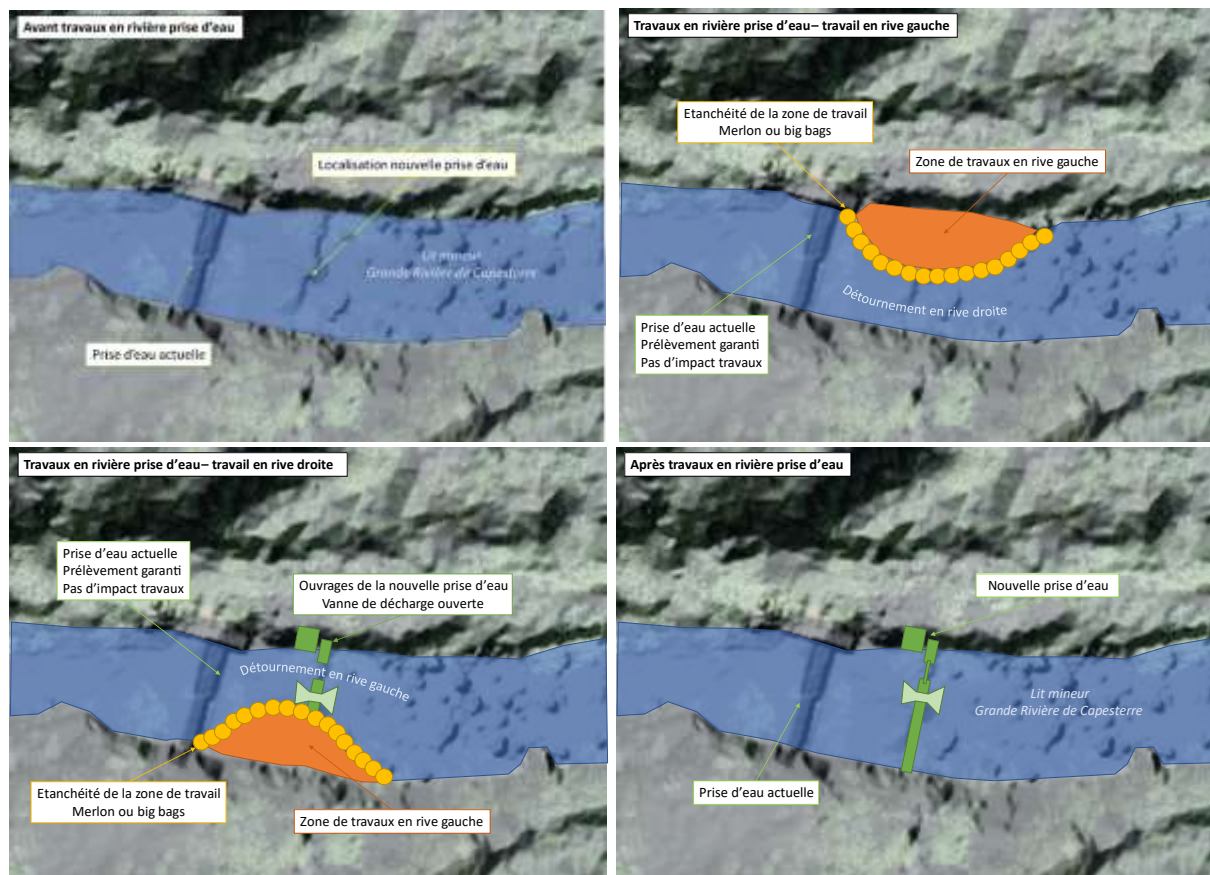 Avant travaux en rivière prise d'eau
Localisation nouvelle prise d'eau
Lit mineur
Grande Rivière de Capesterre
Prise d'eau actuelle
Travaux en rivière prise d'eau– travail en rive gauche
Etanchéité de la zone de travail
Merlon ou big bags
Zone de travaux en rive gauche
Détournement en rive droite
Prise d'eau actuelle
Prélèvement garanti
Pas d'impact travaux
Travaux en rivière prise d'eau– travail en rive droite
Prise d'eau actuelle
Prélèvement garanti
Pas d'impact travaux
Ouvrages de la nouvelle prise d'eau
Vanne de décharge ouverte
Détournement en rive gauche
Etanchéité de la zone de travail
Merlon ou big bags
Zone de travaux en rive gauche
Après travaux en rivière prise d'eau
Nouvelle prise d'eau
Lit mineur
Grande Rivière de Capesterre
Prise d'eau actuelle